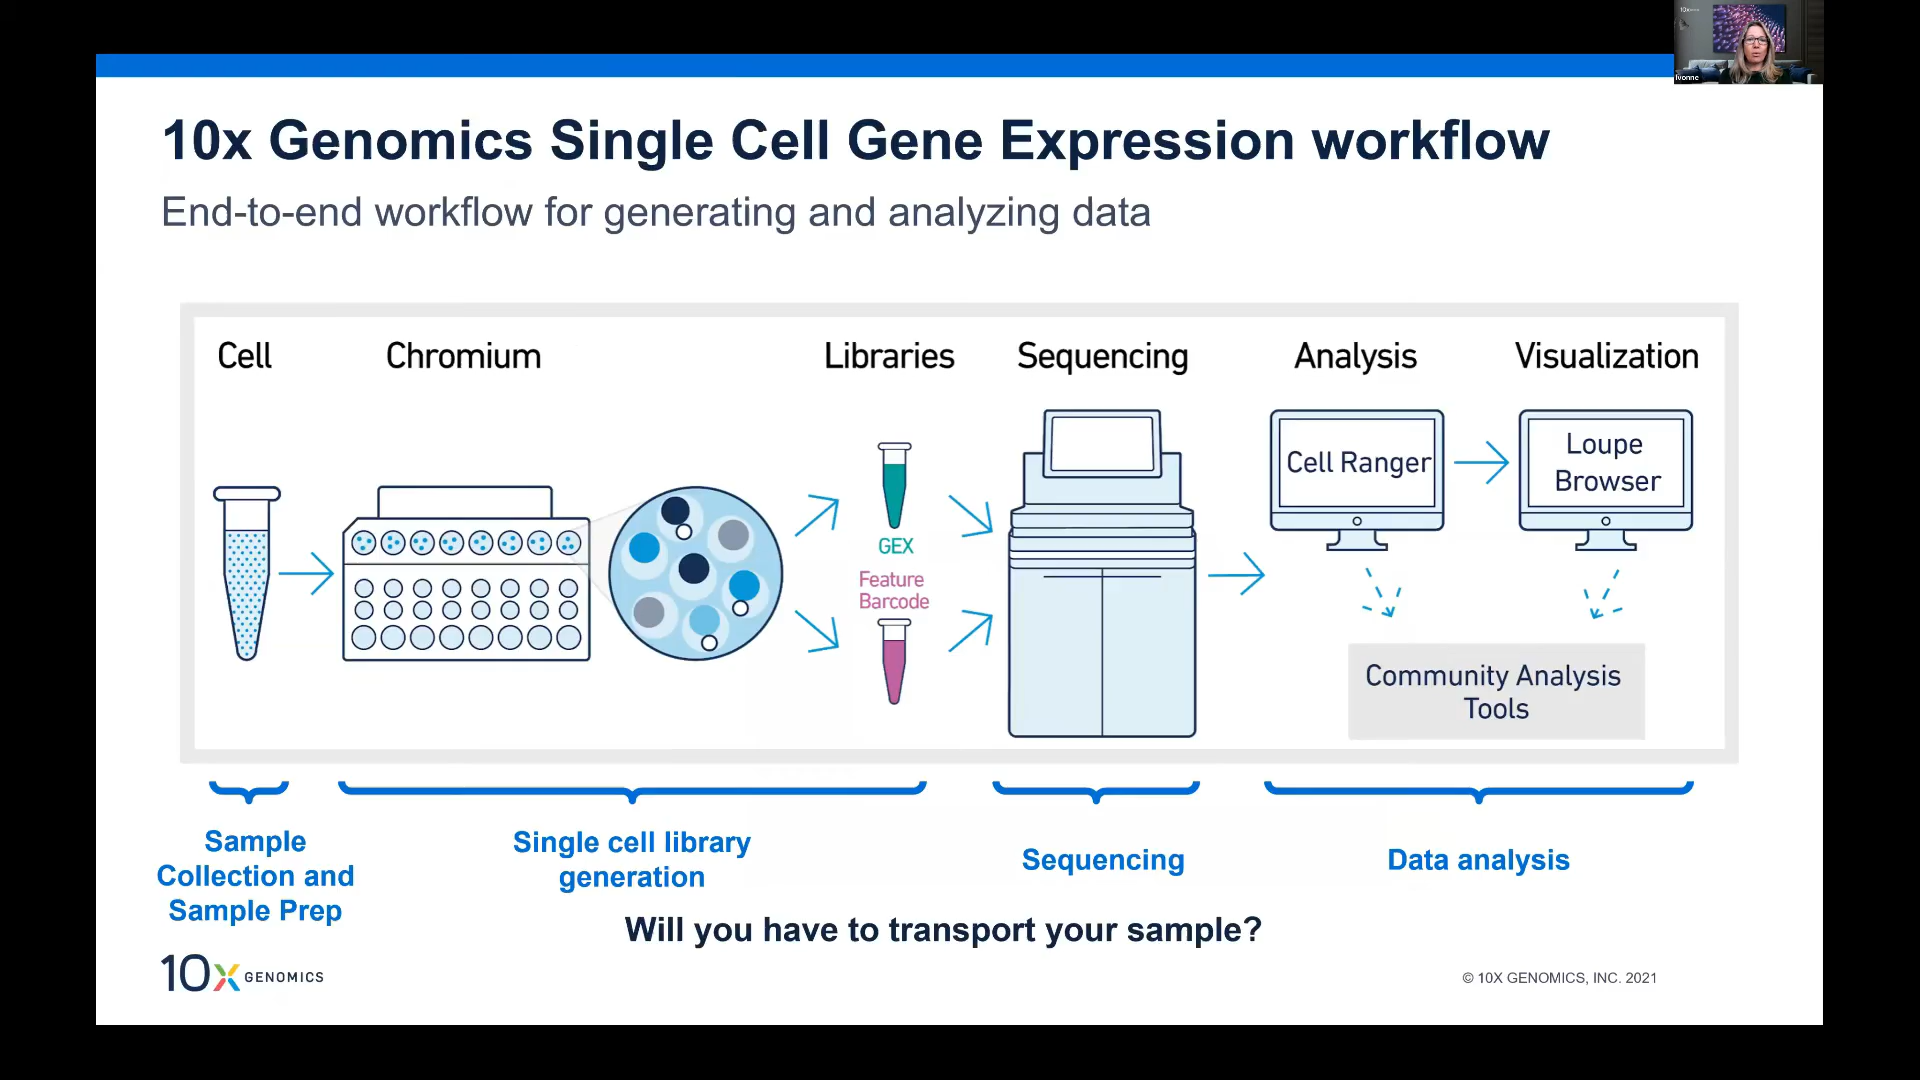 10x Genomics Single Cell Gene Expression workflow
End-to-end workflow for generating and analyzing data
Cell
Chromium
Libraries
Sequencing
Analysis
Visualization
GEX
Feature
Barcode
Cell Ranger
Loupe
Browser
Community Analysis
Tools
Sample
Collection and
Sample Prep
Single cell library
generation
Sequencing
Data analysis
Will you have to transport your sample?
10x GENOMICS
© 10X GENOMICS, INC. 2021
Ivonne